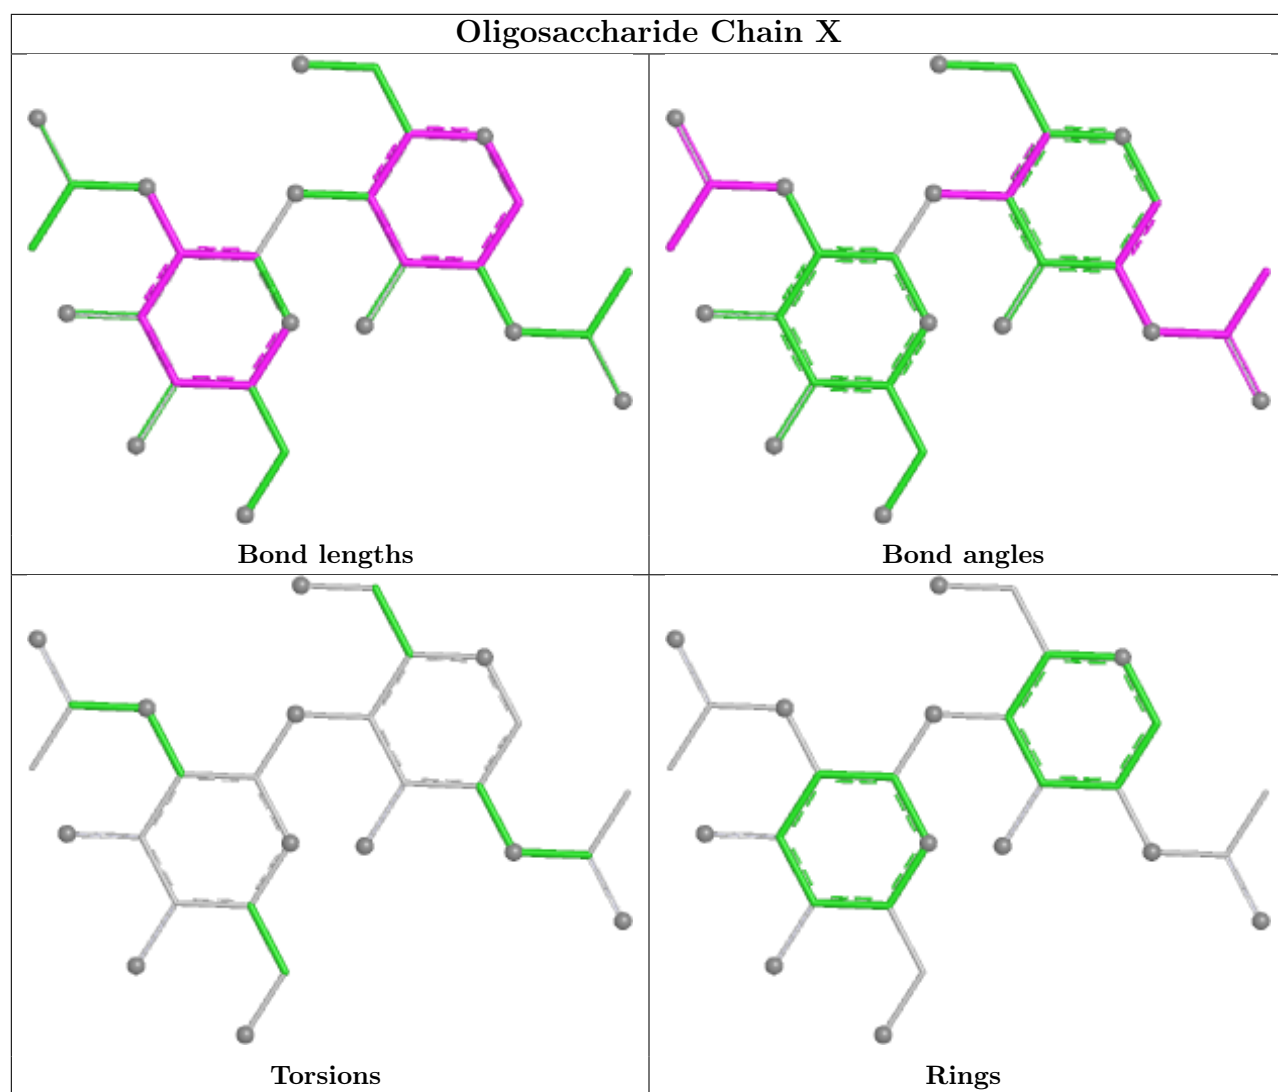 Oligosaccharide Chain X
Bond lengths
Bond angles
Torsions
Rings